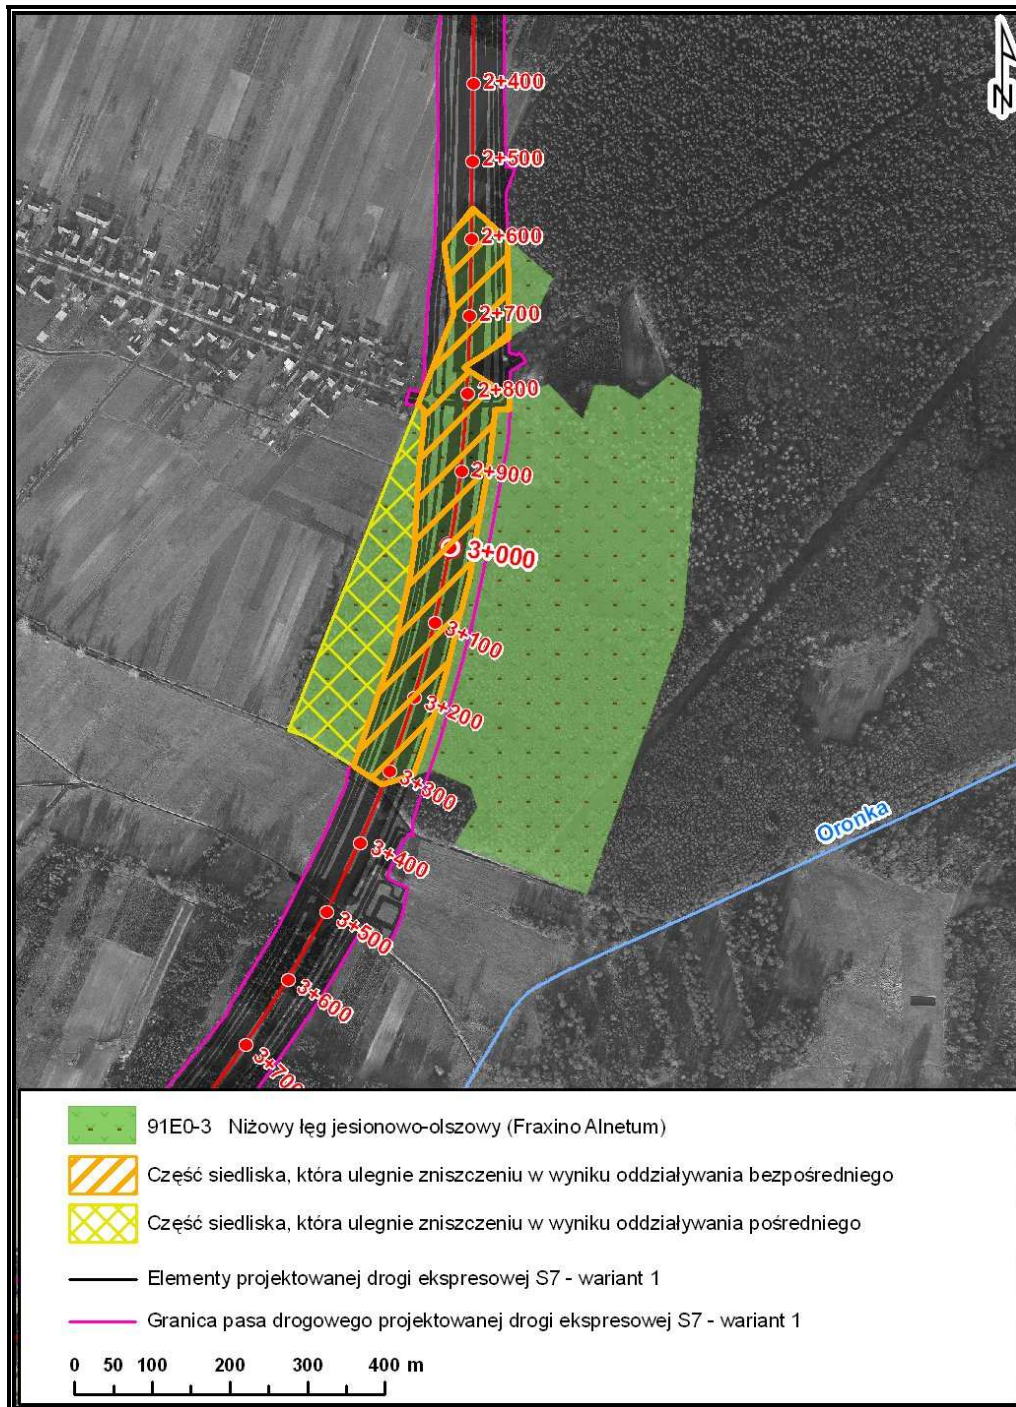 N
2+400
2+500
2+600
2+700
2+800
2+900
3+000
3+100
3+200
3+300
3+400
3+500
3+600
3+700
Oronka
91E0-3 Niżowy łęg jesionowo-olszowy (Fraxino Alnetum)
Część siedliska, która ulegnie zniszczeniu w wyniku oddziaływania bezpośredniego
Część siedliska, która ulegnie zniszczeniu w wyniku oddziaływania pośredniego
Elementy projektowanej drogi ekspresowej S7 - wariant 1
Granica pasa drogowego projektowanej drogi ekspresowej S7 - wariant 1
0 50 100 200 300 400 m